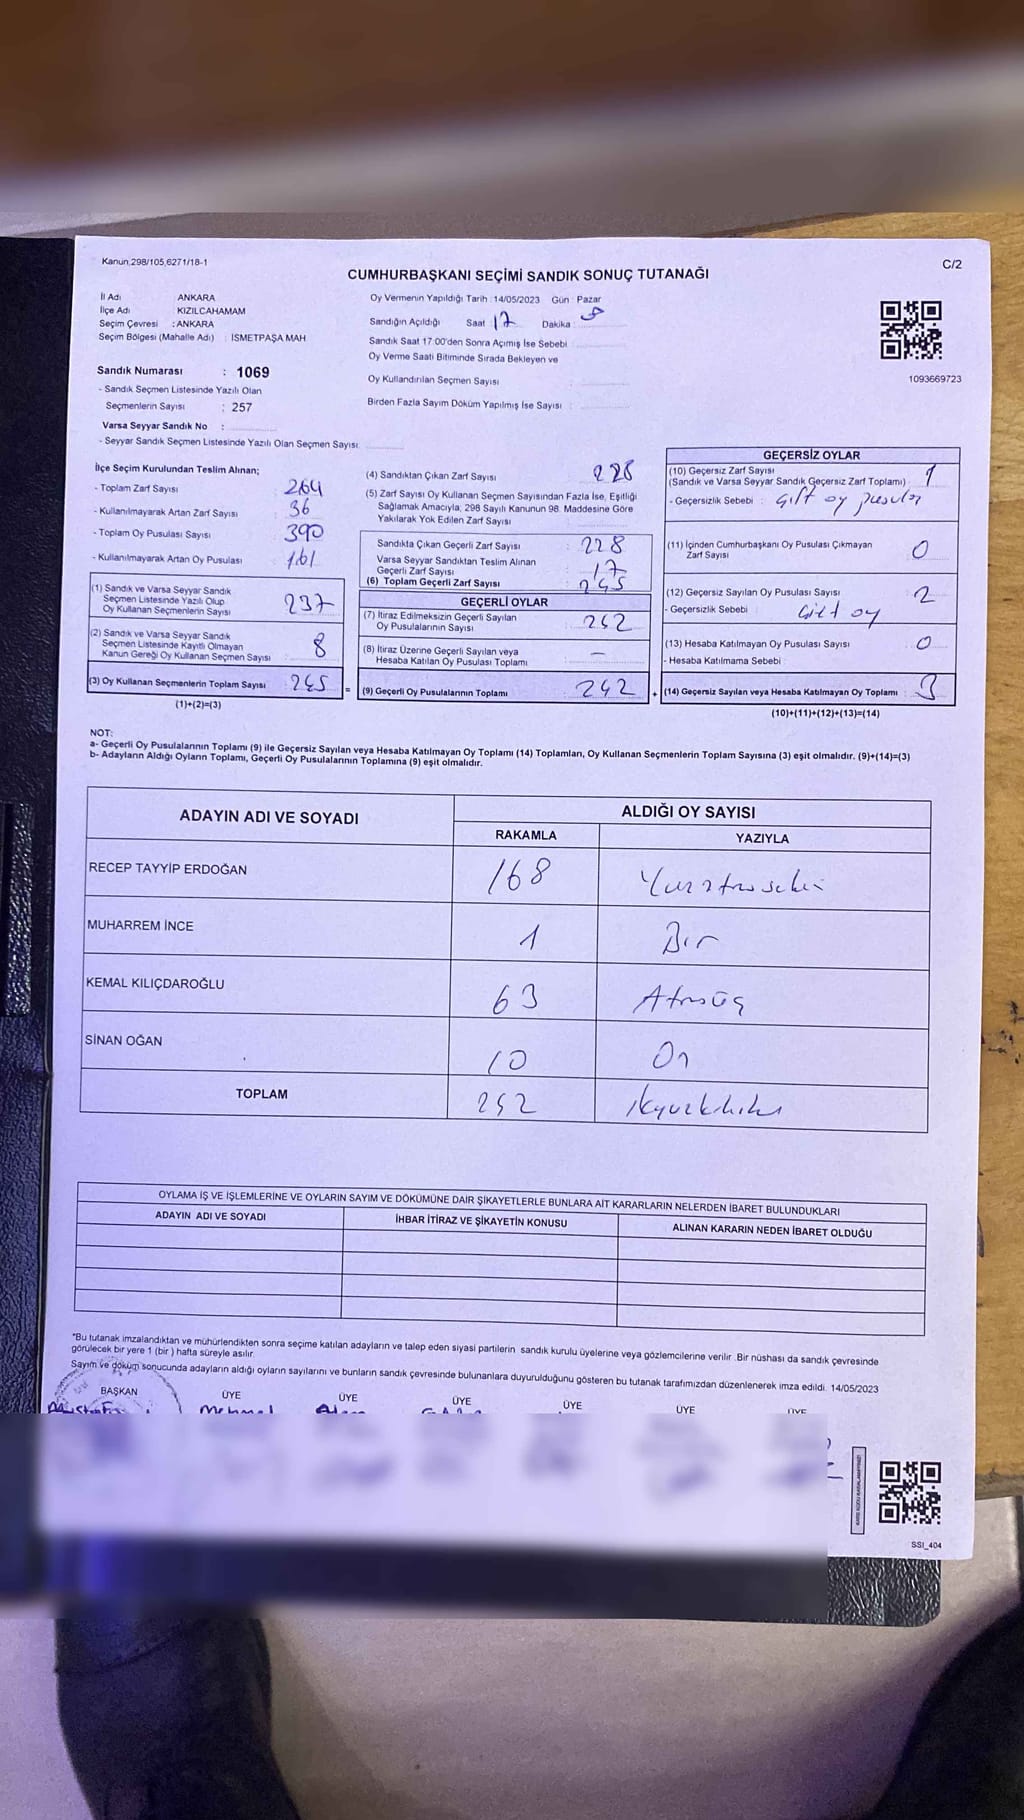 Kanun,298/105,6271/18-1
C/2
CUMHURBAŞKANI SEÇİMİ SANDIK SONUÇ TUTANAĞI
İl Adı ANKARA
İlçe Adı KIZILCAHAMAM
Seçim Çevresi : ANKARA
Seçim Bölgesi (Mahalle Adı) : İSMETPAŞA MAH
Sandık Numarası : 1069
- Sandık Seçmen Listesinde Yazılı Olan
Seçmenlerin Sayısı : 257
Varsa Seyyar Sandık No :
- Seyyar Sandık Seçmen Listesinde Yazılı Olan Seçmen Sayısı
Oy Vermenin Yapıldığı Tarih : 14/05/2023 Gün : Pazar
Sandığın Açıldığı Saat 17 Dakika :
Sandık Saat 17:00'den Sonra Açımış İse Sebebi
Oy Verme Saati Bitiminde Sırada Bekleyen ve
Oy Kullandırılan Seçmen Sayısı :
Birden Fazla Sayım Döküm Yapılmış İse Sayısı :
1093669723
İlçe Seçim Kurulundan Teslim Alınan;
- Toplam Zarf Sayısı : 264
- Kullanılmayarak Artan Zarf Sayısı : 36
- Toplam Oy Pusulası Sayısı : 390
- Kullanılmayarak Artan Oy Pusulası : 161
(1) Sandık ve Varsa Seyyar Sandık
Seçmen Listesinde Yazılı Olup
Oy Kullanan Seçmenlerin Sayısı : 237
(2) Sandık ve Varsa Seyyar Sandık
Seçmen Listesinde Kayıtlı Olmayan
Kanun Gereği Oy Kullanan Seçmen Sayısı : 8
(3) Oy Kullanan Seçmenlerin Toplam Sayısı : 245
(1)+(2)=(3)
(4) Sandıktan Çıkan Zarf Sayısı : 228
(5) Zarf Sayısı Oy Kullanan Seçmen Sayısından Fazla İse, Eşitliği
Sağlamak Amacıyla, 298 Sayılı Kanunun 98. Maddesine Göre
Yakılarak Yok Edilen Zarf Sayısı :
Sandıkta Çıkan Geçerli Zarf Sayısı : 228
Varsa Seyyar Sandıktan Teslim Alınan
Geçerli Zarf Sayısı : 17
(6) Toplam Geçerli Zarf Sayısı : 245
GEÇERLİ OYLAR
(7) İtiraz Edilmeksizin Geçerli Sayılan
Oy Pusulalarının Sayısı : 242
(8) İtiraz Üzerine Geçerli Sayılan veya
Hesaba Katılan Oy Pusulası Toplamı : —
= (9) Geçerli Oy Pusulalarının Toplamı : 242 +
GEÇERSİZ OYLAR
(10) Geçersiz Zarf Sayısı
(Sandık ve Varsa Seyyar Sandık Geçersiz Zarf Toplamı) : 1
- Geçersizlik Sebebi : Çift oy pusulası
(11) İçinden Cumhurbaşkanı Oy Pusulası Çıkmayan
Zarf Sayısı : 0
(12) Geçersiz Sayılan Oy Pusulası Sayısı : 2
- Geçersizlik Sebebi : Çift oy
(13) Hesaba Katılmayan Oy Pusulası Sayısı : 0
- Hesaba Katılmama Sebebi :
(14) Geçersiz Sayılan veya Hesaba Katılmayan Oy Toplamı : 3
(10)+(11)+(12)+(13)=(14)
NOT:
a- Geçerli Oy Pusulalarının Toplamı (9) ile Geçersiz Sayılan veya Hesaba Katılmayan Oy Toplamı (14) Toplamları, Oy Kullanan Seçmenlerin Toplam Sayısına (3) eşit olmalıdır. (9)+(14)=(3)
b- Adayların Aldığı Oyların Toplamı, Geçerli Oy Pusulalarının Toplamına (9) eşit olmalıdır.
ADAYIN ADI VE SOYADI ALDIĞI OY SAYISI
RAKAMLA YAZIYLA
RECEP TAYYİP ERDOĞAN 168 Yüzatmışsekiz
MUHARREM İNCE 1 Bir
KEMAL KILIÇDAROĞLU 63 Atmışüç
SİNAN OĞAN 10 On
TOPLAM 242 ikiyüzkırkiki
OYLAMA İŞ VE İŞLEMLERİNE VE OYLARIN SAYIM VE DÖKÜMÜNE DAİR ŞİKAYETLERLE BUNLARA AİT KARARLARIN NELERDEN İBARET BULUNDUKLARI
ADAYIN ADI VE SOYADI İHBAR İTİRAZ VE ŞİKAYETİN KONUSU ALINAN KARARIN NEDEN İBARET OLDUĞU
*Bu tutanak imzalandıktan ve mühürlendikten sonra seçime katılan adayların ve talep eden siyasi partilerin sandık kurulu üyelerine veya gözlemcilerine verilir .Bir nüshası da sandık çevresinde
görülecek bir yere 1 (bir ) hafta süreyle asılır.
Sayım ve döküm sonucunda adayların aldığı oyların sayılarını ve bunların sandık çevresinde bulunanlara duyurulduğunu gösteren bu tutanak tarafımızdan düzenlenerek imza edildi. 14/05/2023
BAŞKAN ÜYE ÜYE ÜYE ÜYE ÜYE ÜYE
SSI_404